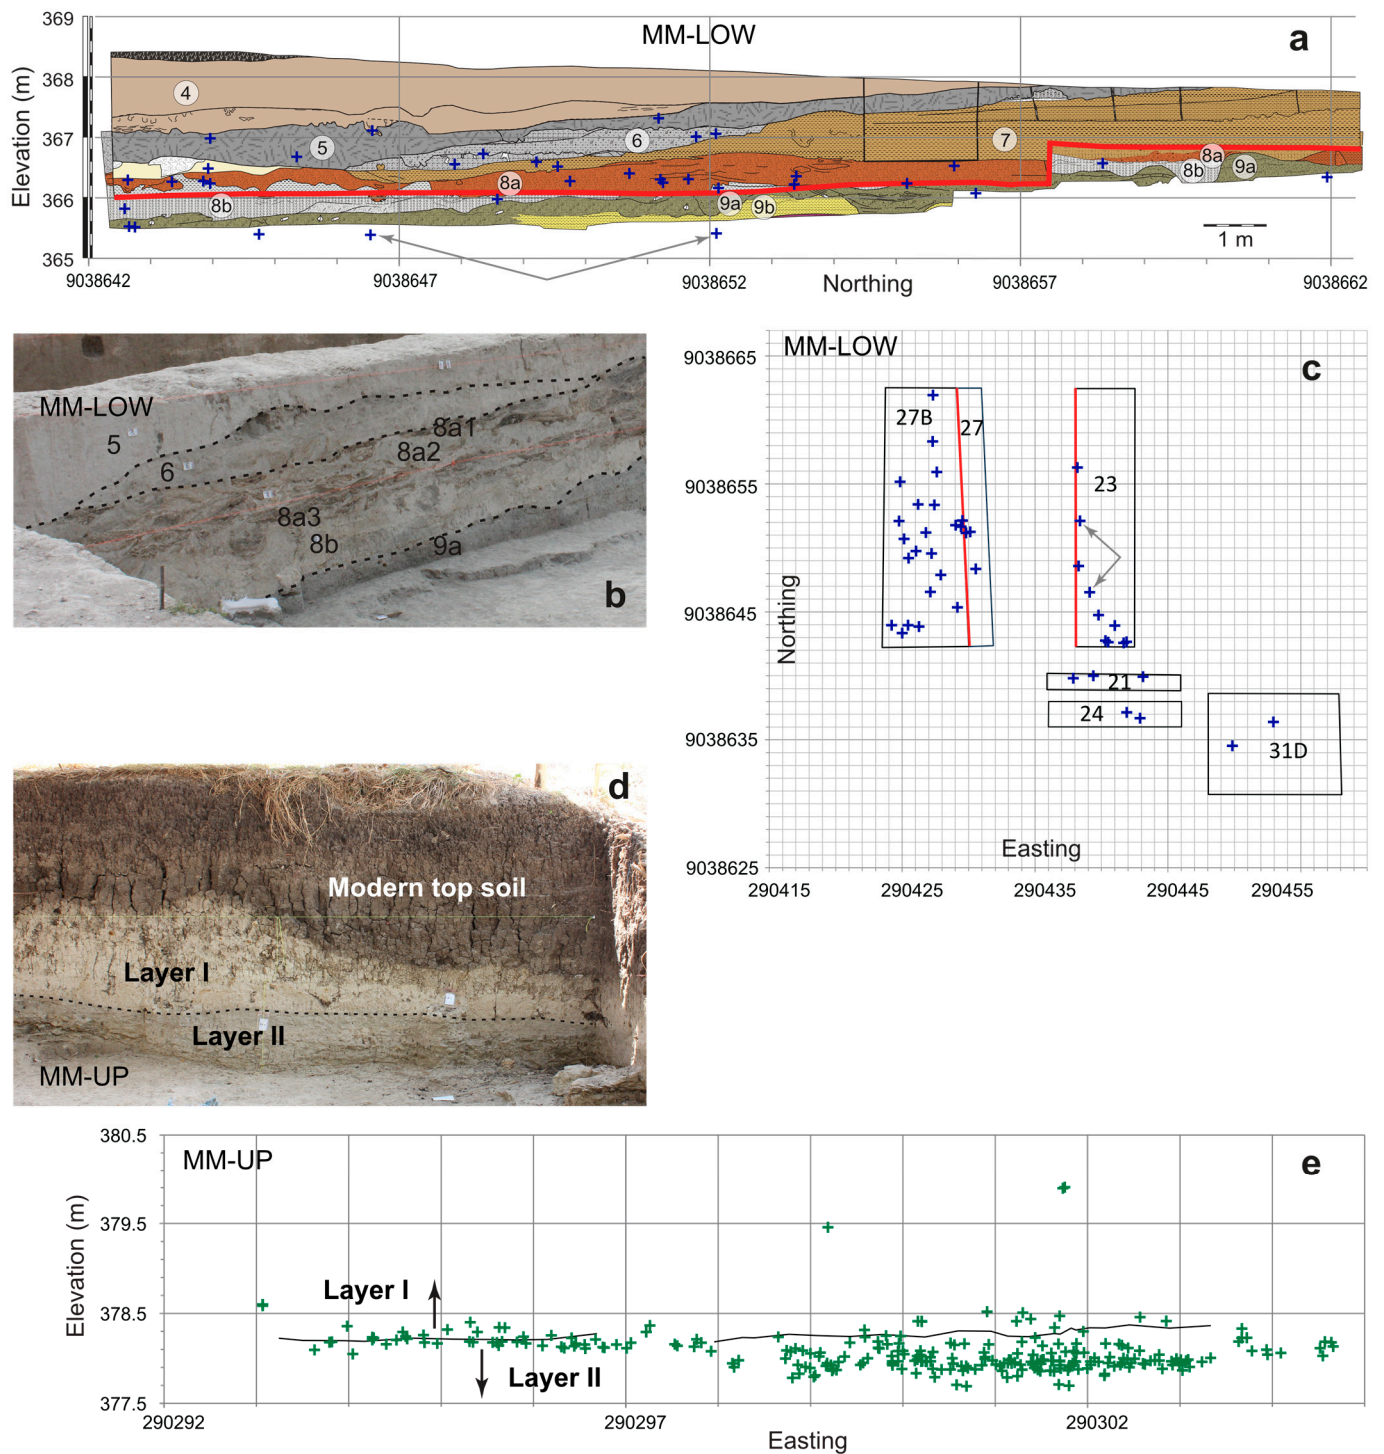 MM-LOW
a
Elevation (m)
369
368
367
366
365
4
5
6
7
8a
8b
9a
9b
8a
8b
9a
1 m
9038642
9038647
9038652
Northing
9038657
9038662
MM-LOW
5
6
8a1
8a2
8a3
8b
9a
b
MM-LOW
c
Northing
9038665
9038655
9038645
9038635
9038625
27B
27
23
21
24
31D
Easting
290415
290425
290435
290445
290455
d
Modern top soil
Layer I
Layer II
MM-UP
MM-UP
e
Elevation (m)
380.5
379.5
378.5
377.5
Layer I
Layer II
290292
290297
290302
Easting